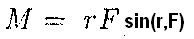 M = rF sin(r,F)